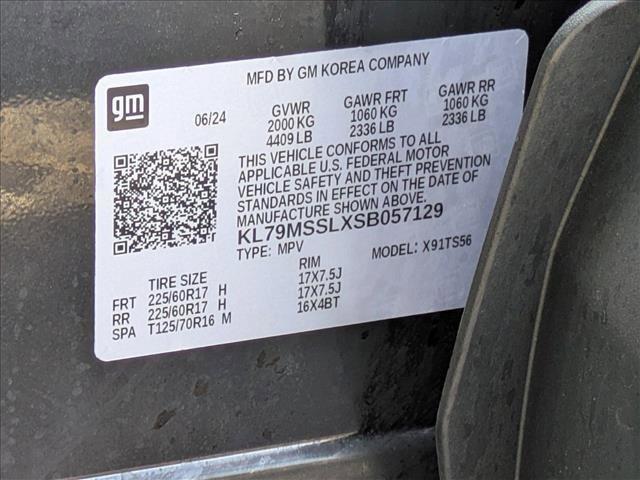 MFD BY GM KOREA COMPANY
gm
06/24 GVWR GAWR FRT GAWR RR
2000 KG 1060 KG 1060 KG
4409 LB 2336 LB 2336 LB
THIS VEHICLE CONFORMS TO ALL
APPLICABLE U.S. FEDERAL MOTOR
VEHICLE SAFETY AND THEFT PREVENTION
STANDARDS IN EFFECT ON THE DATE OF
MANUFACTURE SHOWN ABOVE.
KL79MSSLXSB057129
TYPE: MPV MODEL: X91TS56
TIRE SIZE RIM
FRT 225/60R17 H 17X7.5J
RR 225/60R17 H 17X7.5J
SPA T125/70R16 M 16X4BT